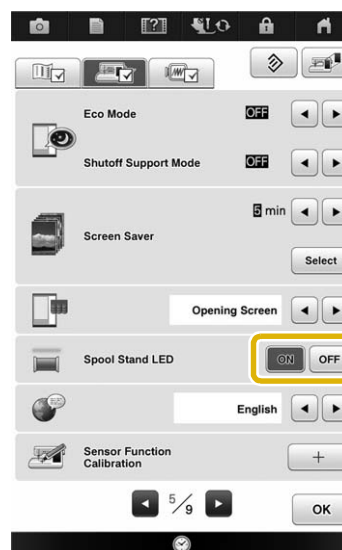 Eco Mode OFF
Shutoff Support Mode OFF
5 min
Screen Saver
Select
Opening Screen
Spool Stand LED ON OFF
English
Sensor Function
Calibration
+
5/9
OK